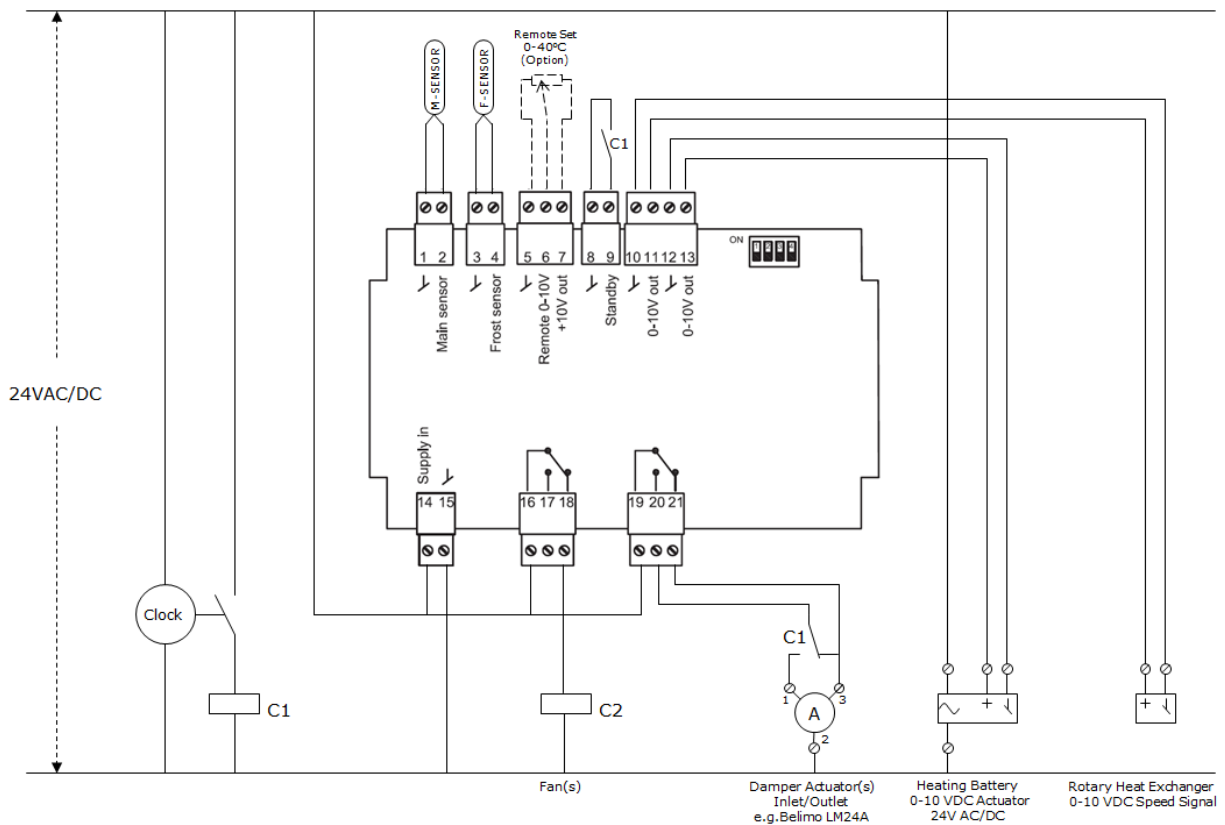 Remote Set
0-40ºC
(Option)
M-SENSOR
F-SENSOR
C1
ON
1 2 3 4
1 2
3 4
5 6 7
8 9
10 11 12 13
Main sensor
Frost sensor
Remote 0-10V
+10V out
Standby
0-10V out
0-10V out
24VAC/DC
Supply in
14 15
16 17 18
19 20 21
Clock
C1
C1
C2
1
3
A
2
+
+
Fan(s)
Damper Actuator(s)
Inlet/Outlet
e.g.Belimo LM24A
Heating Battery
0-10 VDC Actuator
24V AC/DC
Rotary Heat Exchanger
0-10 VDC Speed Signal